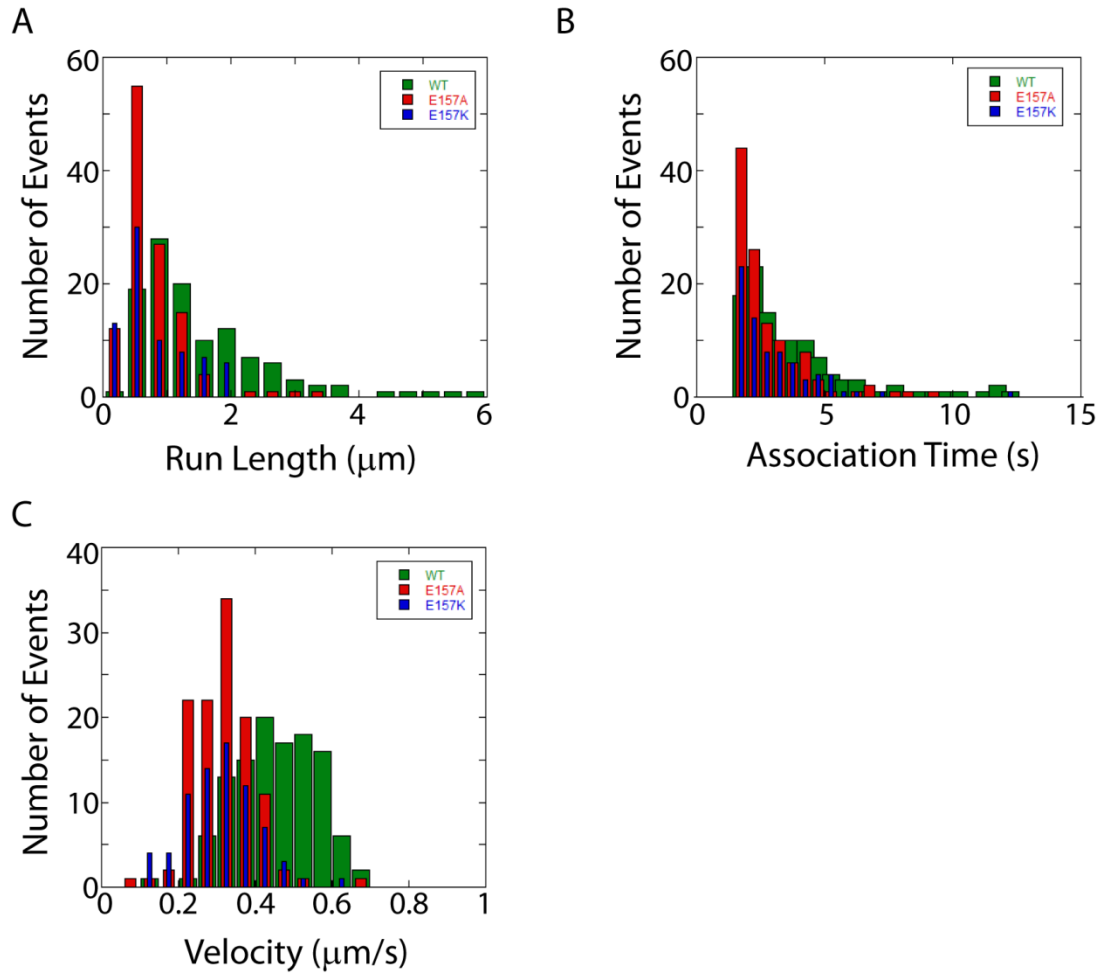 A
60
40
20
0
Number of Events
WT
E157A
E157K
0 2 4 6
Run Length (μm)
B
60
40
20
0
Number of Events
WT
E157A
E157K
0 5 10 15
Association Time (s)
C
40
30
20
10
0
Number of Events
WT
E157A
E157K
0 0.2 0.4 0.6 0.8 1
Velocity (μm/s)